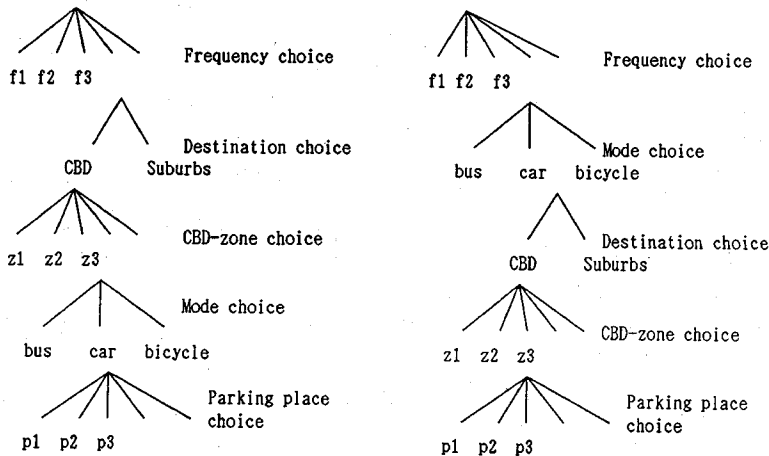 Frequency choice
f1 f2 f3
Destination choice
CBD Suburbs
CBD-zone choice
z1 z2 z3
Mode choice
bus car bicycle
Parking place
choice
p1 p2 p3
Frequency choice
f1 f2 f3
Mode choice
bus car bicycle
Destination choice
CBD Suburbs
CBD-zone choice
z1 z2 z3
Parking place
choice
p1 p2 p3